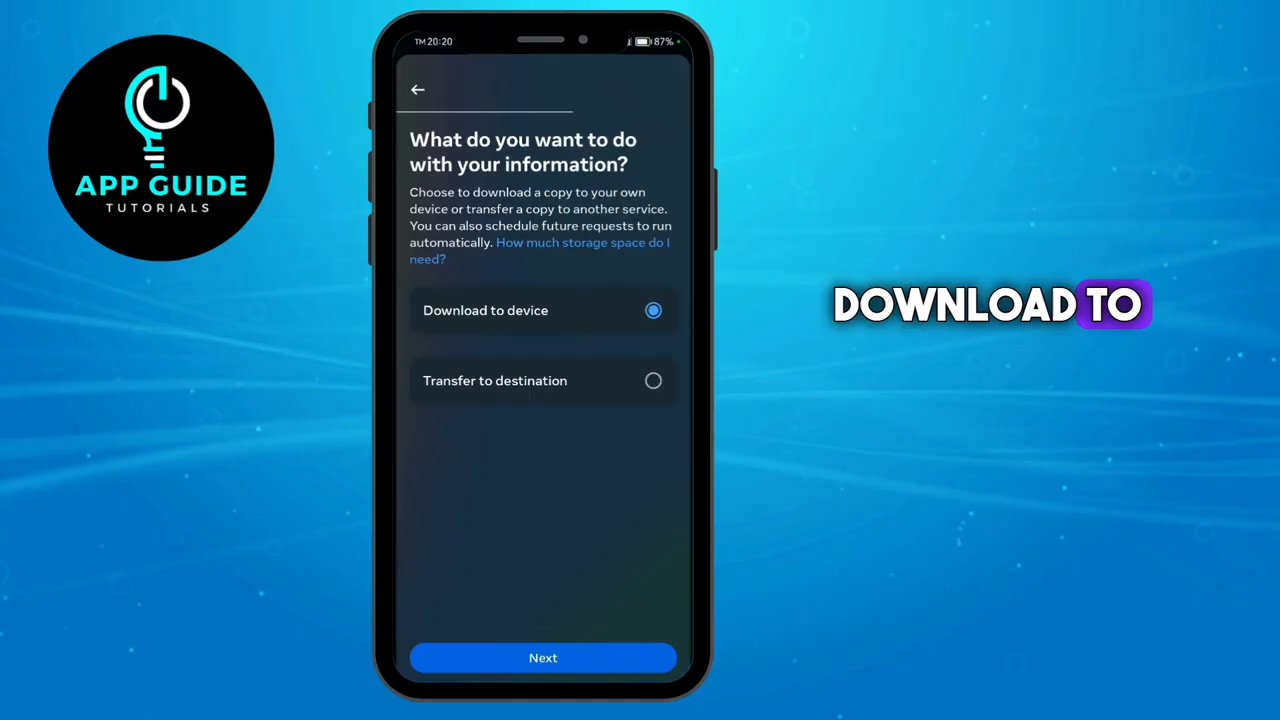 APP GUIDE
TUTORIALS
TM 20:20
87%
What do you want to do
with your information?
Choose to download a copy to your own
device or transfer a copy to another service.
You can also schedule future requests to run
automatically. How much storage space do I
need?
Download to device
Transfer to destination
Next
DOWNLOAD TO